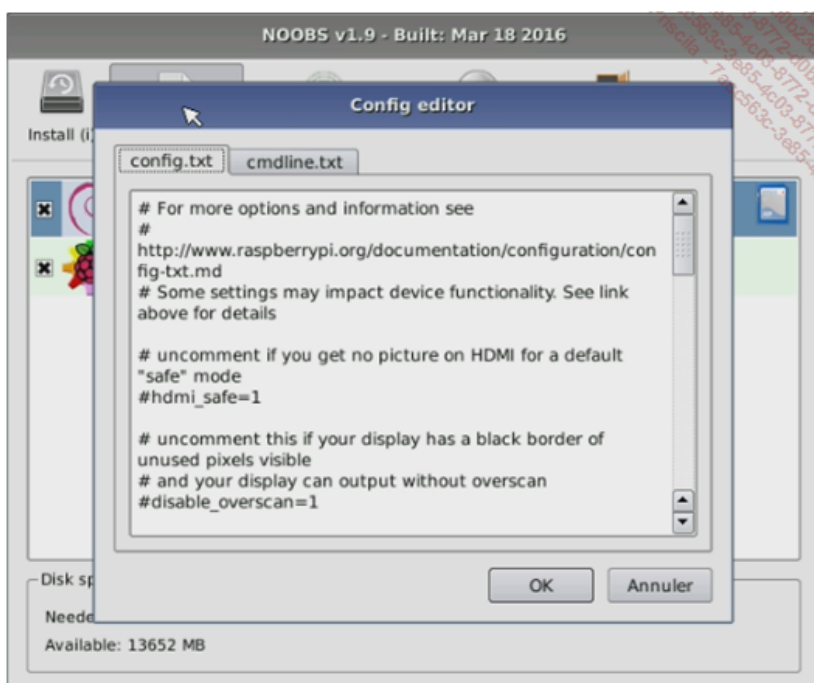 NOOBS v1.9 - Built: Mar 18 2016
Install (i)
Config editor
config.txt
cmdline.txt
# For more options and information see
#
http://www.raspberrypi.org/documentation/configuration/con
fig-txt.md
# Some settings may impact device functionality. See link
above for details
# uncomment if you get no picture on HDMI for a default
"safe" mode
#hdmi_safe=1
# uncomment this if your display has a black border of
unused pixels visible
# and your display can output without overscan
#disable_overscan=1
OK
Annuler
Disk sp
Neede
Available: 13652 MB